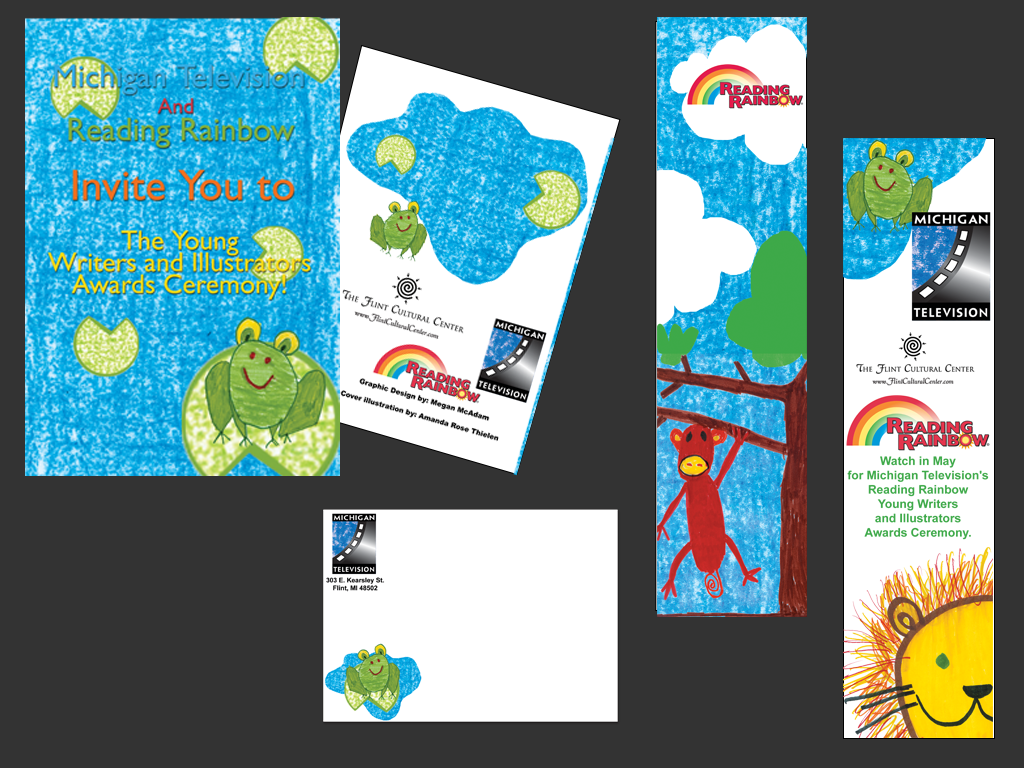 Michigan Television
And
Reading Rainbow
Invite You to
The Young
Writers and Illustrators
Awards Ceremony!
THE FLINT CULTURAL CENTER
www.FlintCulturalCenter.com
MICHIGAN
TELEVISION
READING
RAINBOW
Graphic Design by: Megan McAdam
Cover illustration by: Amanda Rose Thielen
MICHIGAN
TELEVISION
303 E. Kearsley St.
Flint, MI 48502
READING
RAINBOW
MICHIGAN
TELEVISION
THE FLINT CULTURAL CENTER
www.FlintCulturalCenter.com
READING
RAINBOW
Watch in May
for Michigan Television's
Reading Rainbow
Young Writers
and Illustrators
Awards Ceremony.